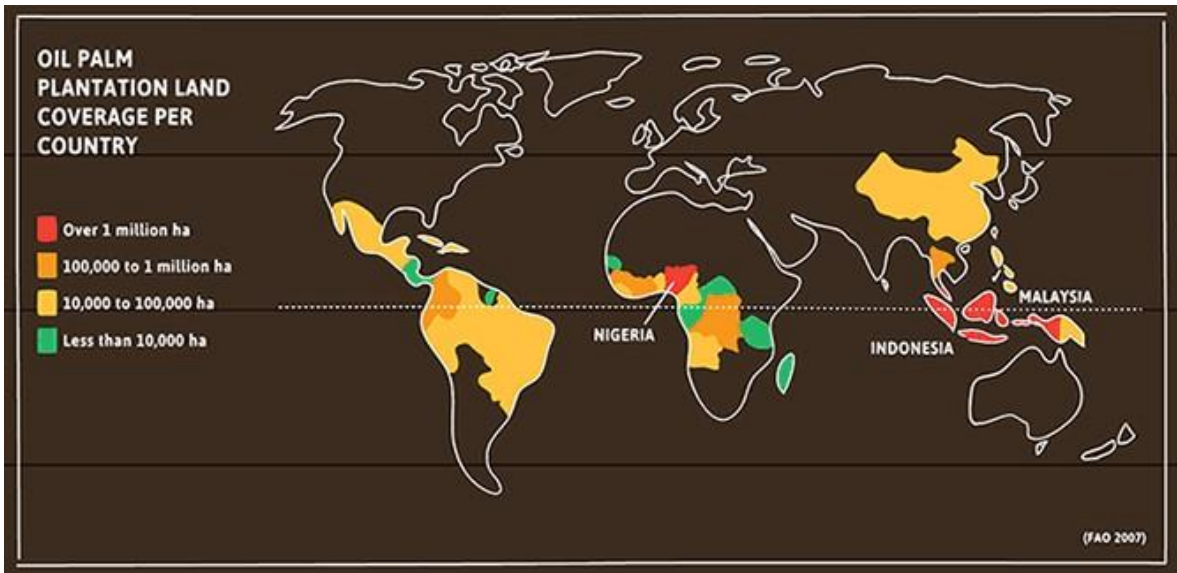 OIL PALM
PLANTATION LAND
COVERAGE PER
COUNTRY
Over 1 million ha
100,000 to 1 million ha
10,000 to 100,000 ha
Less than 10,000 ha
NIGERIA
MALAYSIA
INDONESIA
(FAO 2007)